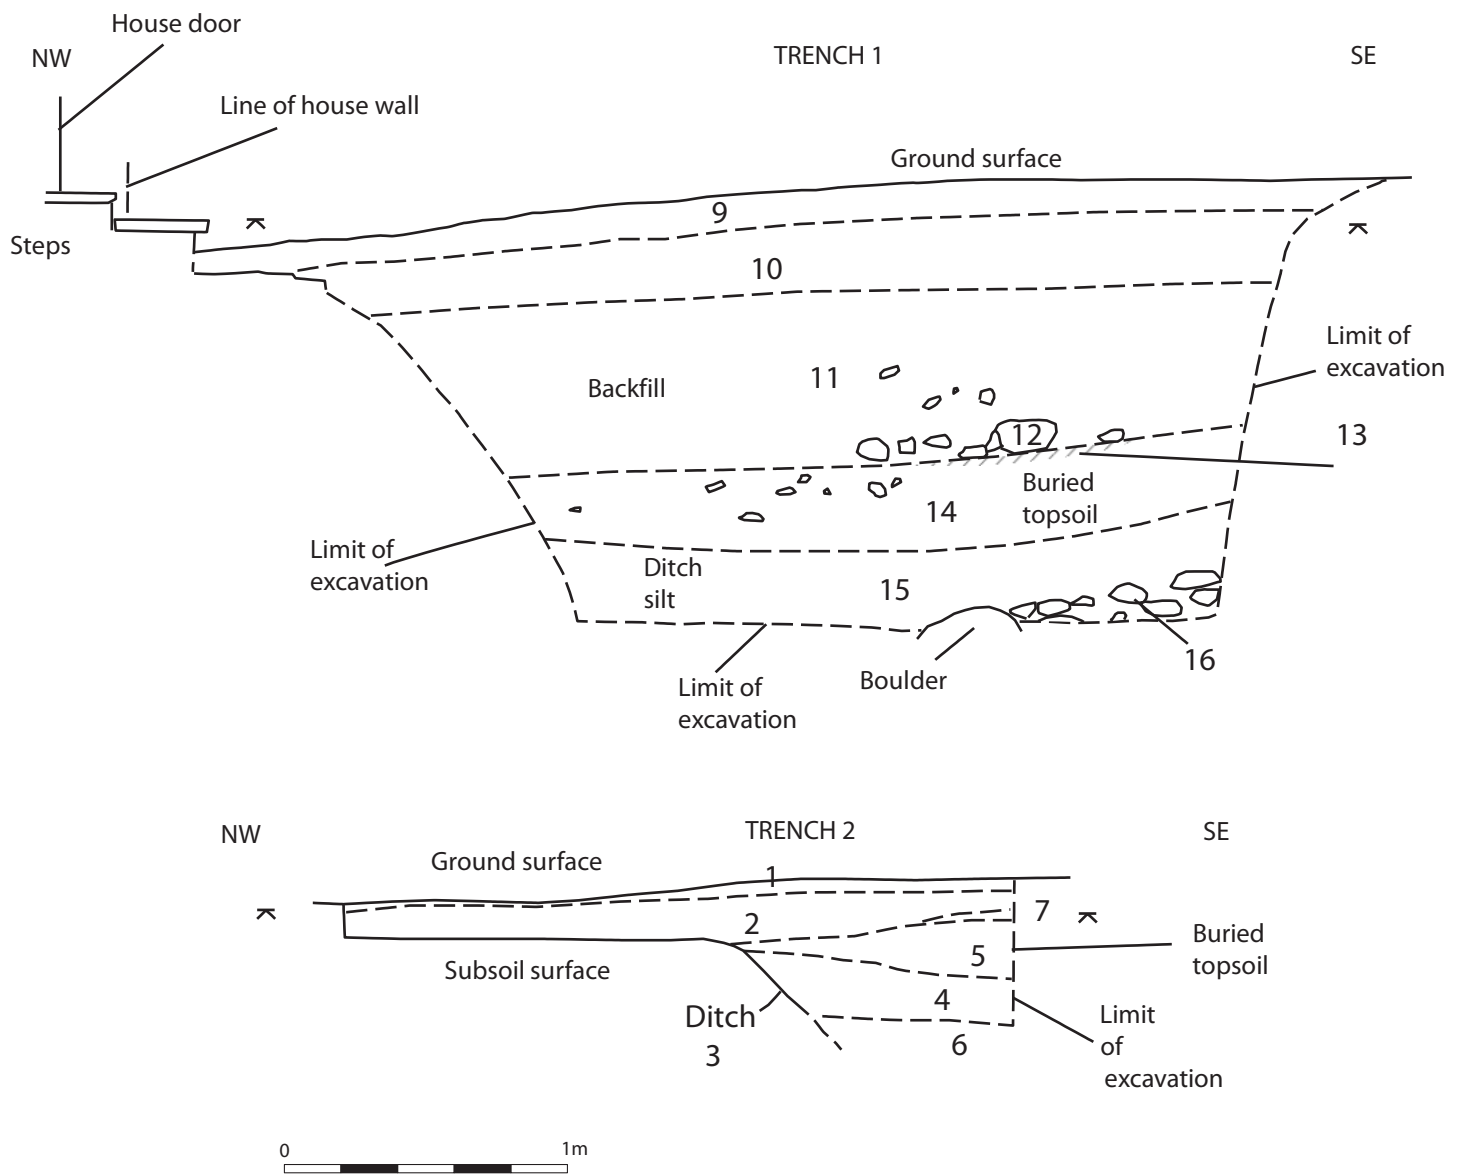 House door
NW
TRENCH 1
SE
Line of house wall
Ground surface
9
Steps
10
Limit of
excavation
11
Backfill
12
13
Buried
topsoil
14
Limit of
excavation
Ditch
silt
15
16
Boulder
Limit of
excavation
NW
TRENCH 2
SE
Ground surface
1
7
2
Buried
topsoil
5
Subsoil surface
4
Ditch
3
Limit
of
excavation
6
0
1m